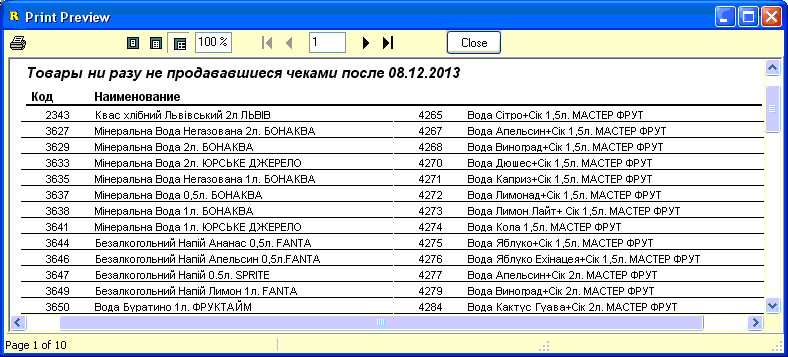 R Print Preview
100 % 1 Close
Товары ни разу не продававшиеся чеками после 08.12.2013
Код Наименование
2343 Квас хлібний Львівський 2л ЛЬВІВ 4265 Вода Сітро+Сік 1,5л. МАСТЕР ФРУТ
3627 Мінеральна Вода Негазована 2л. БОНАКВА 4267 Вода Апельсин+Сік 1,5л. МАСТЕР ФРУТ
3629 Мінеральна Вода 2л. БОНАКВА 4268 Вода Виноград+Сік 1,5л. МАСТЕР ФРУТ
3633 Мінеральна Вода 2л. ЮРСЬКЕ ДЖЕРЕЛО 4270 Вода Дюшес+Сік 1,5л. МАСТЕР ФРУТ
3635 Мінеральна Вода Негазована 1л. БОНАКВА 4271 Вода Каприз+Сік 1,5л. МАСТЕР ФРУТ
3637 Мінеральна Вода 0,5л. БОНАКВА 4272 Вода Лимонад+Сік 1,5л. МАСТЕР ФРУТ
3638 Мінеральна Вода 1л. БОНАКВА 4273 Вода Лимон Лайт+ Сік 1,5л. МАСТЕР ФРУТ
3641 Мінеральна Вода 1л. ЮРСЬКЕ ДЖЕРЕЛО 4274 Вода Кола 1,5л. МАСТЕР ФРУТ
3644 Безалкогольний Напій Ананас 0,5л. FANTA 4275 Вода Яблуко+Сік 1,5л. МАСТЕР ФРУТ
3646 Безалкогольний Напій Апельсин 0,5л.FANTA 4276 Вода Яблуко Ехінацея+Сік 1,5л. МАСТЕР ФРУТ
3647 Безалкогольний Напій 0.5л. SPRITE 4277 Вода Апельсин+Сік 2л. МАСТЕР ФРУТ
3649 Безалкогольний Напій Лимон 1л. FANTA 4279 Вода Виноград+Сік 2л. МАСТЕР ФРУТ
3650 Вода Буратино 1л. ФРУКТАЙМ 4284 Вода Кактус Гуава+Сік 2л. МАСТЕР ФРУТ
Page 1 of 10